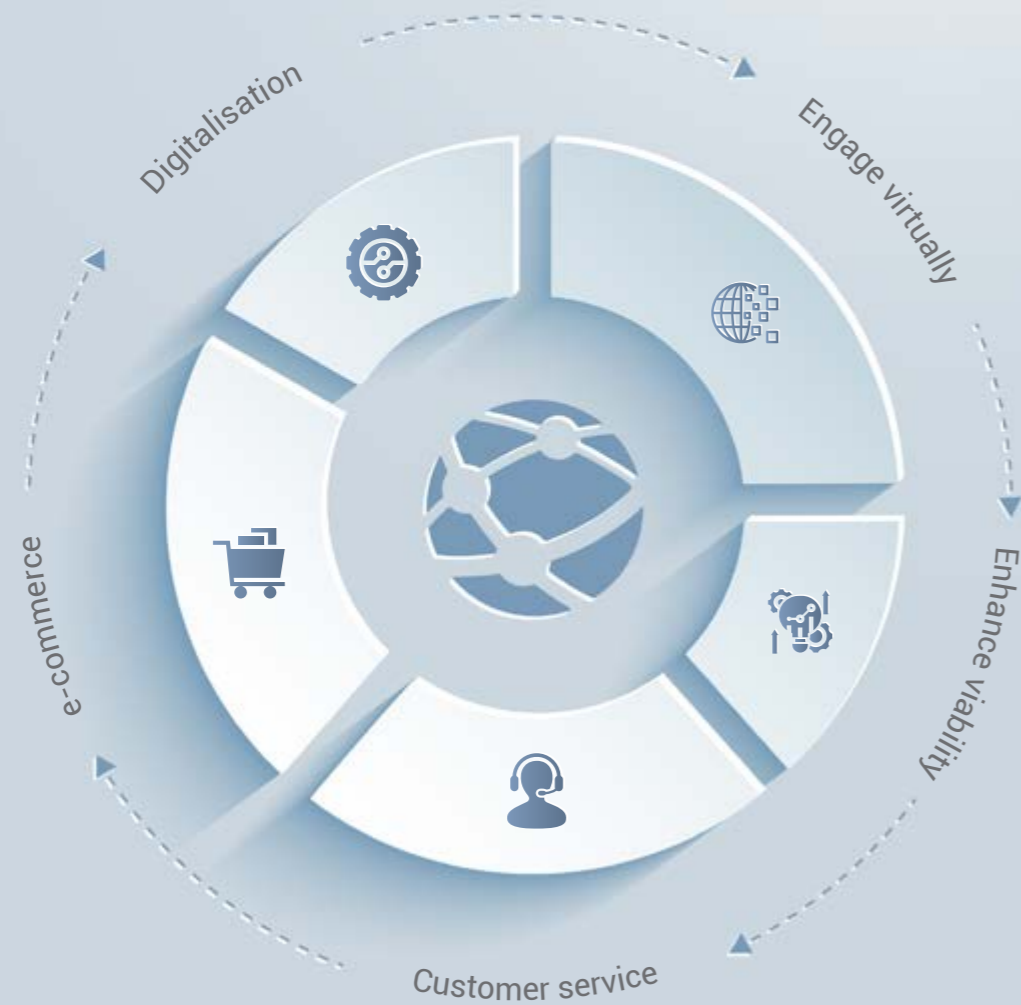 Digitalisation
Engage virtually
Enhance viability
Customer service
e-commerce